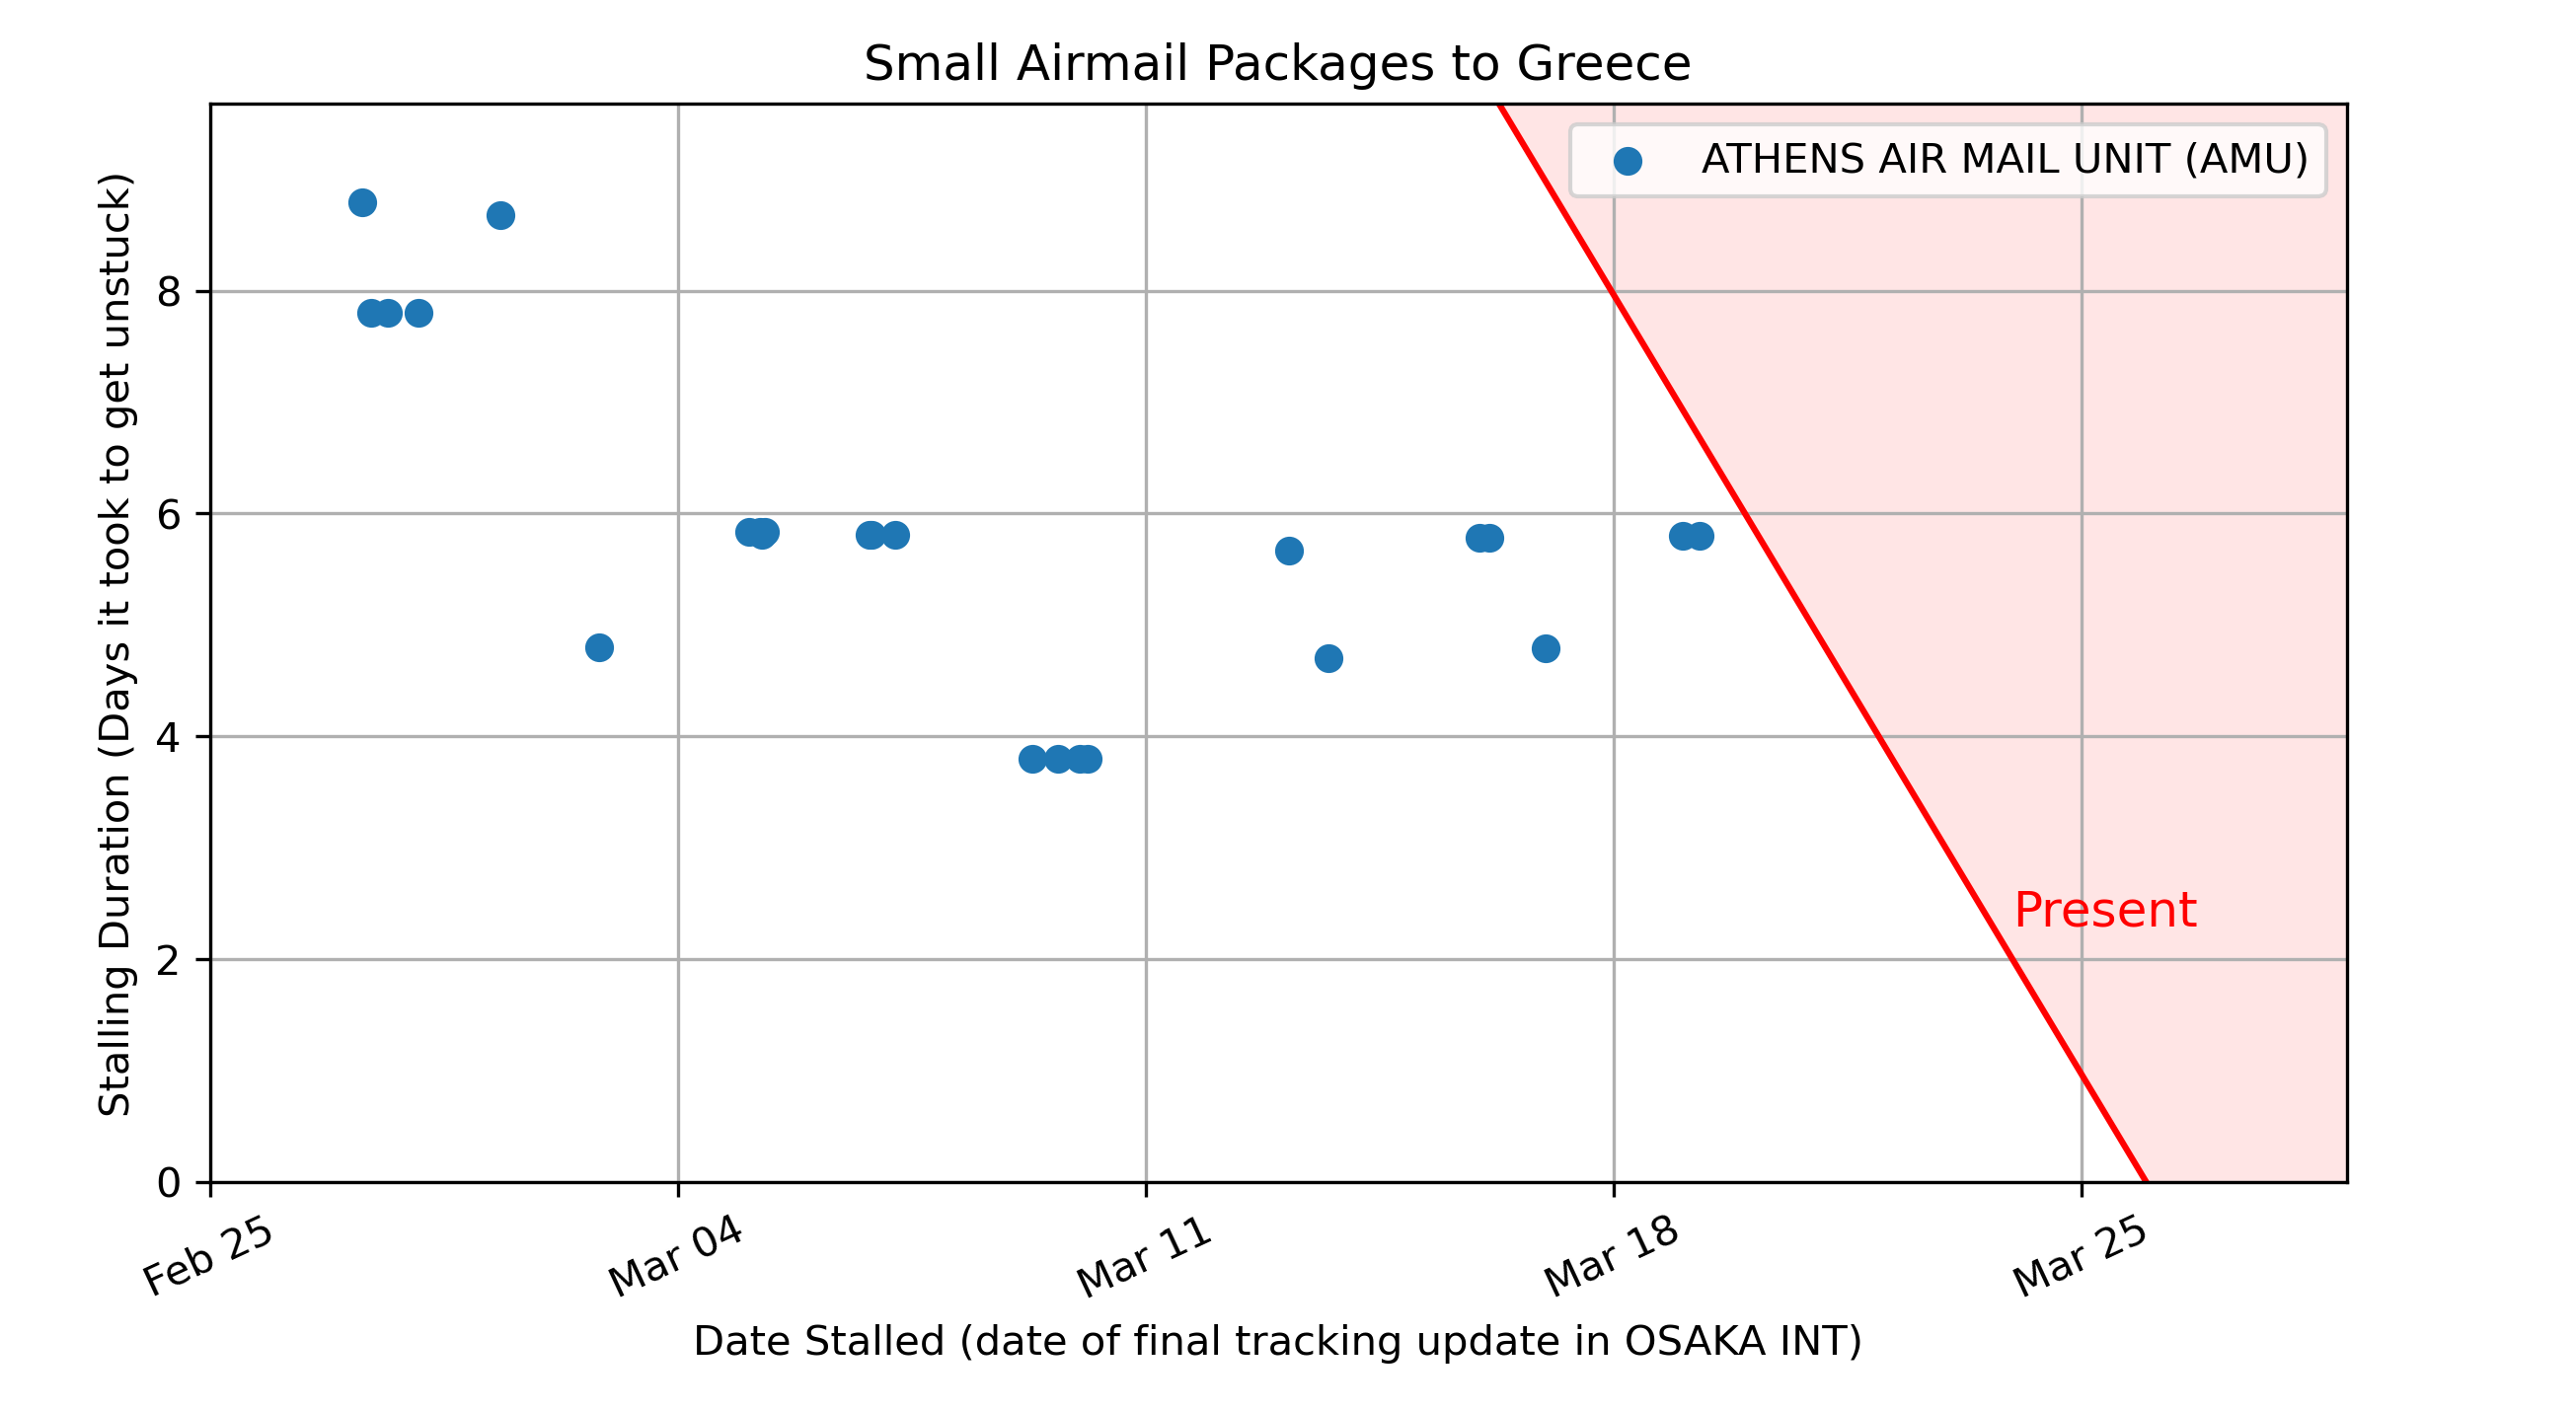 Small Airmail Packages to Greece
ATHENS AIR MAIL UNIT (AMU)
Stalling Duration (Days it took to get unstuck)
8
6
4
2
0
Present
Feb 25
Mar 04
Mar 11
Mar 18
Mar 25
Date Stalled (date of final tracking update in OSAKA INT)